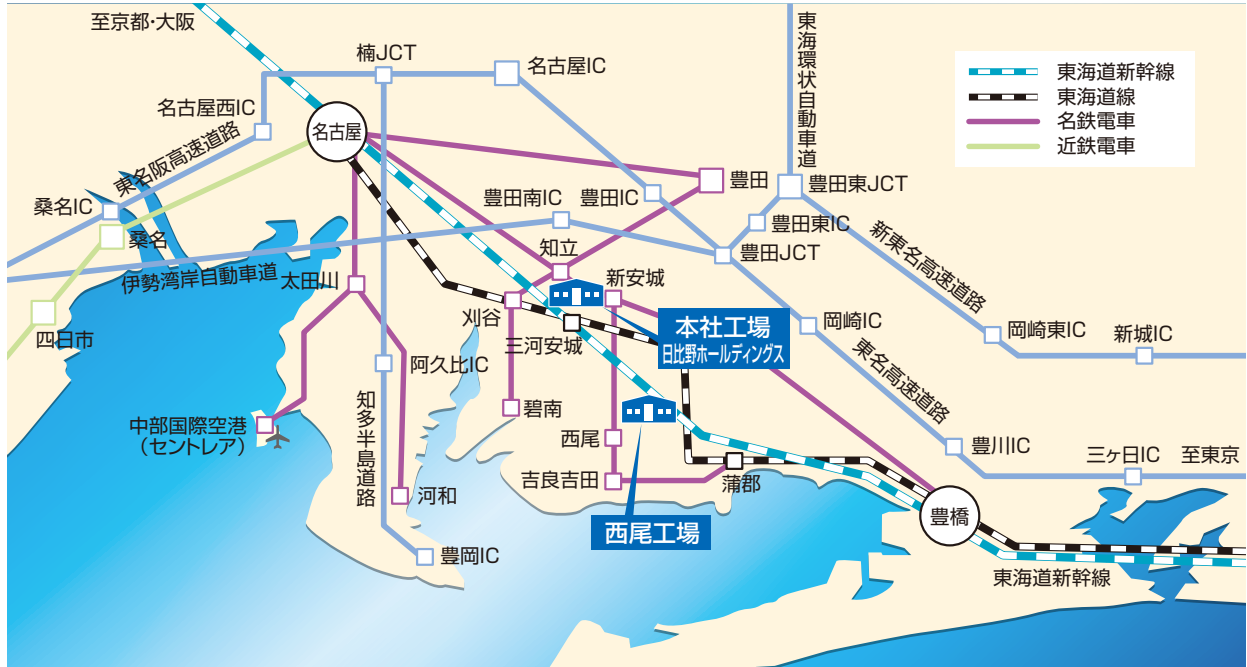 至京都・大阪
楠JCT
名古屋IC
東海環状自動車道
東海道新幹線
東海道線
名鉄電車
近鉄電車
名古屋西IC
名古屋
東名阪高速道路
豊田
豊田東JCT
豊田南IC
豊田IC
桑名IC
桑名
豊田東IC
新東名高速道路
知立
豊田JCT
伊勢湾岸自動車道
太田川
新安城
刈谷
本社工場
日比野ホールディングス
岡崎IC
岡崎東IC
新城IC
四日市
三河安城
阿久比IC
東名高速道路
知多半島道路
碧南
中部国際空港
（セントレア）
西尾
豊川IC
三ヶ日IC
至東京
吉良吉田
蒲郡
河和
豊橋
西尾工場
豊岡IC
東海道新幹線